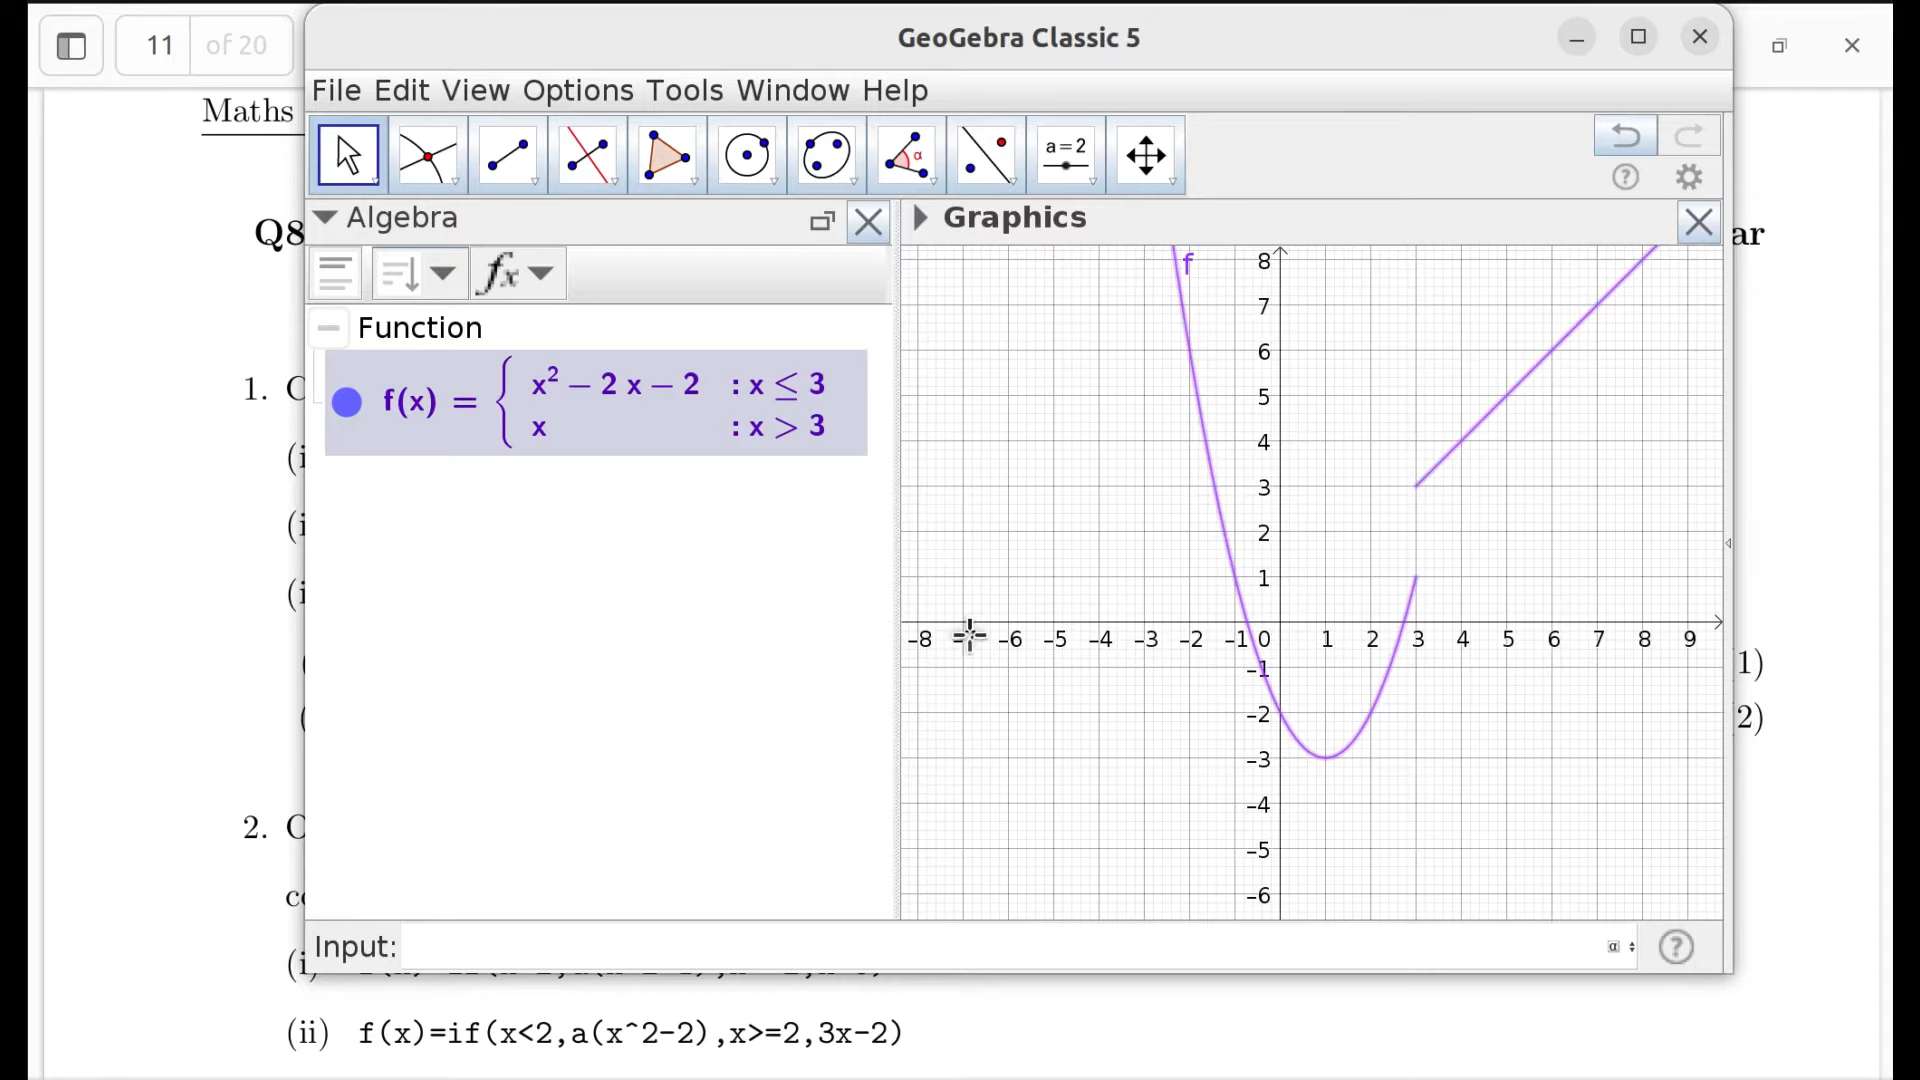 11 of 20
GeoGebra Classic 5
File Edit View Options Tools Window Help
Maths
a=2
α
Algebra
Graphics
Q8
ar
fx
Function
f(x) = { x² – 2 x – 2 : x ≤ 3
x : x > 3
f
8
7
6
5
4
3
2
1
–8 –6 –5 –4 –3 –2 –1 0 1 2 3 4 5 6 7 8 9
–1
–2
–3
–4
–5
–6
1.
(i
(i
(i
(
1)
(
2)
2.
co
Input:
α
(i)
(ii) f(x)=if(x<2,a(x^2-2),x>=2,3x-2)